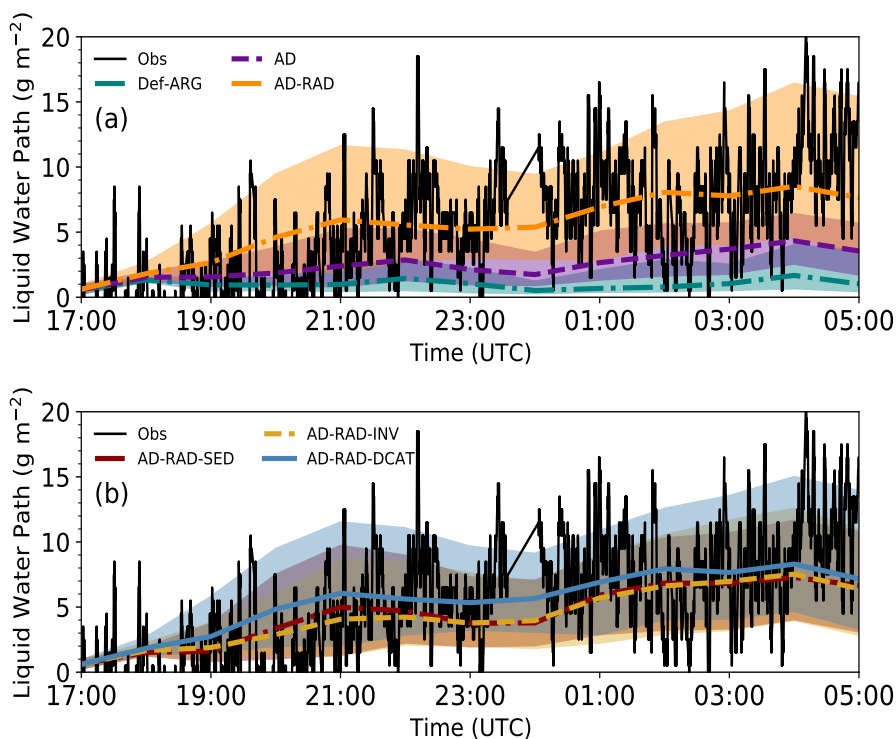 Liquid Water Path (g m⁻²)
20
15
10
5
0
Obs
Def-ARG
AD
AD-RAD
(a)
17:00 19:00 21:00 23:00 01:00 03:00 05:00
Time (UTC)
Liquid Water Path (g m⁻²)
20
15
10
5
0
Obs
AD-RAD-SED
AD-RAD-INV
AD-RAD-DCAT
(b)
17:00 19:00 21:00 23:00 01:00 03:00 05:00
Time (UTC)